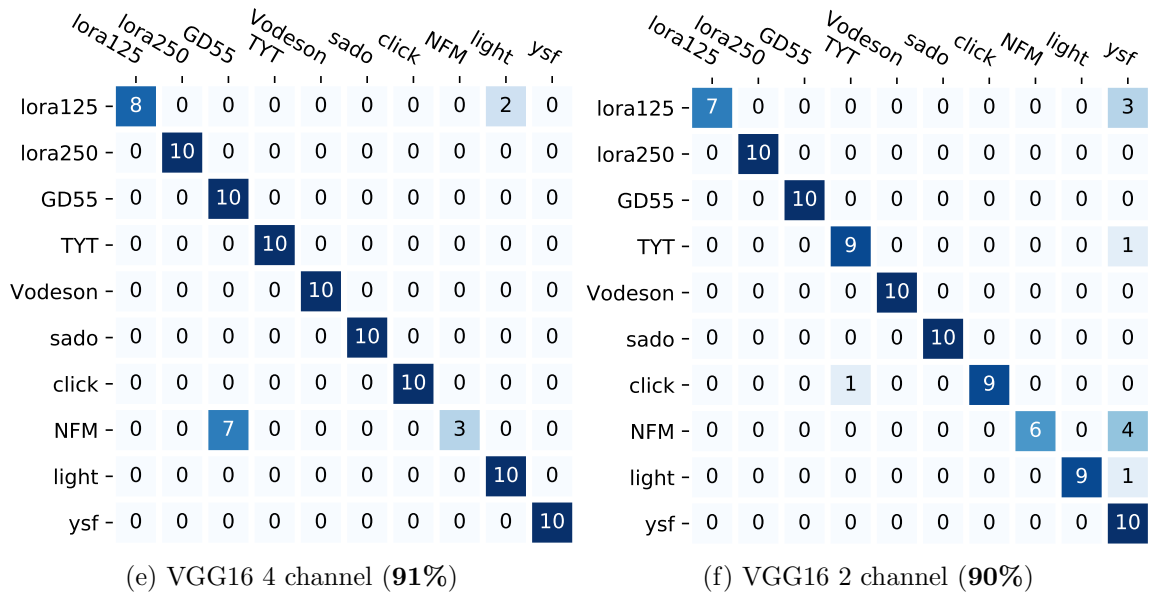 lora125 lora250 GD55 TYT Vodeson sado click NFM light ysf
lora125 8 0 0 0 0 0 0 0 2 0
lora250 0 10 0 0 0 0 0 0 0 0
GD55 0 0 10 0 0 0 0 0 0 0
TYT 0 0 0 10 0 0 0 0 0 0
Vodeson 0 0 0 0 10 0 0 0 0 0
sado 0 0 0 0 0 10 0 0 0 0
click 0 0 0 0 0 0 10 0 0 0
NFM 0 0 7 0 0 0 0 3 0 0
light 0 0 0 0 0 0 0 0 10 0
ysf 0 0 0 0 0 0 0 0 0 10
(e) VGG16 4 channel (91%)
lora125 lora250 GD55 TYT Vodeson sado click NFM light ysf
lora125 7 0 0 0 0 0 0 0 0 3
lora250 0 10 0 0 0 0 0 0 0 0
GD55 0 0 10 0 0 0 0 0 0 0
TYT 0 0 0 9 0 0 0 0 0 1
Vodeson 0 0 0 0 10 0 0 0 0 0
sado 0 0 0 0 0 10 0 0 0 0
click 0 0 0 1 0 0 9 0 0 0
NFM 0 0 0 0 0 0 0 6 0 4
light 0 0 0 0 0 0 0 0 9 1
ysf 0 0 0 0 0 0 0 0 0 10
(f) VGG16 2 channel (90%)